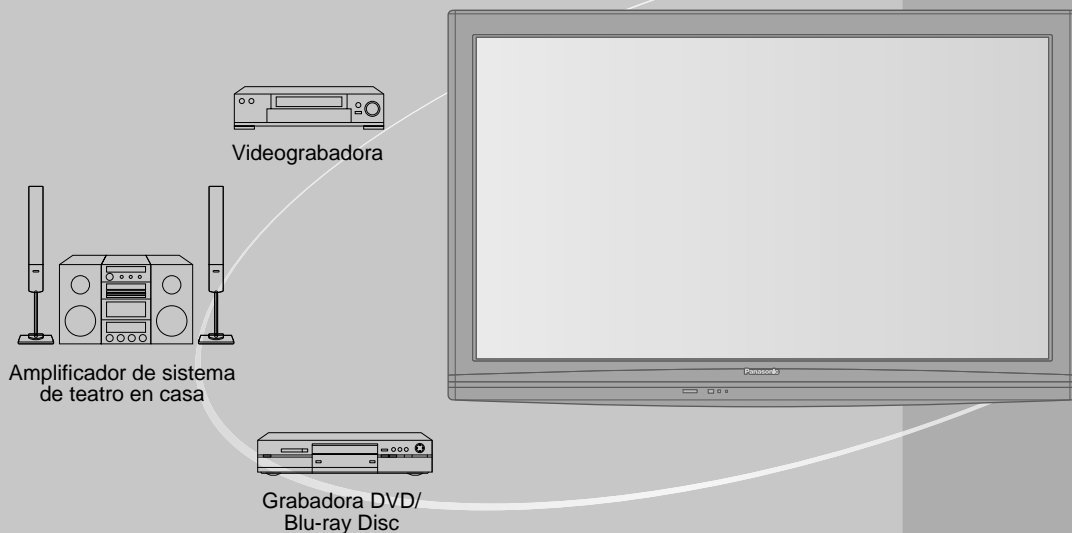 Videograbadora
Panasonic
Amplificador de sistema
de teatro en casa
Grabadora DVD/
Blu-ray Disc